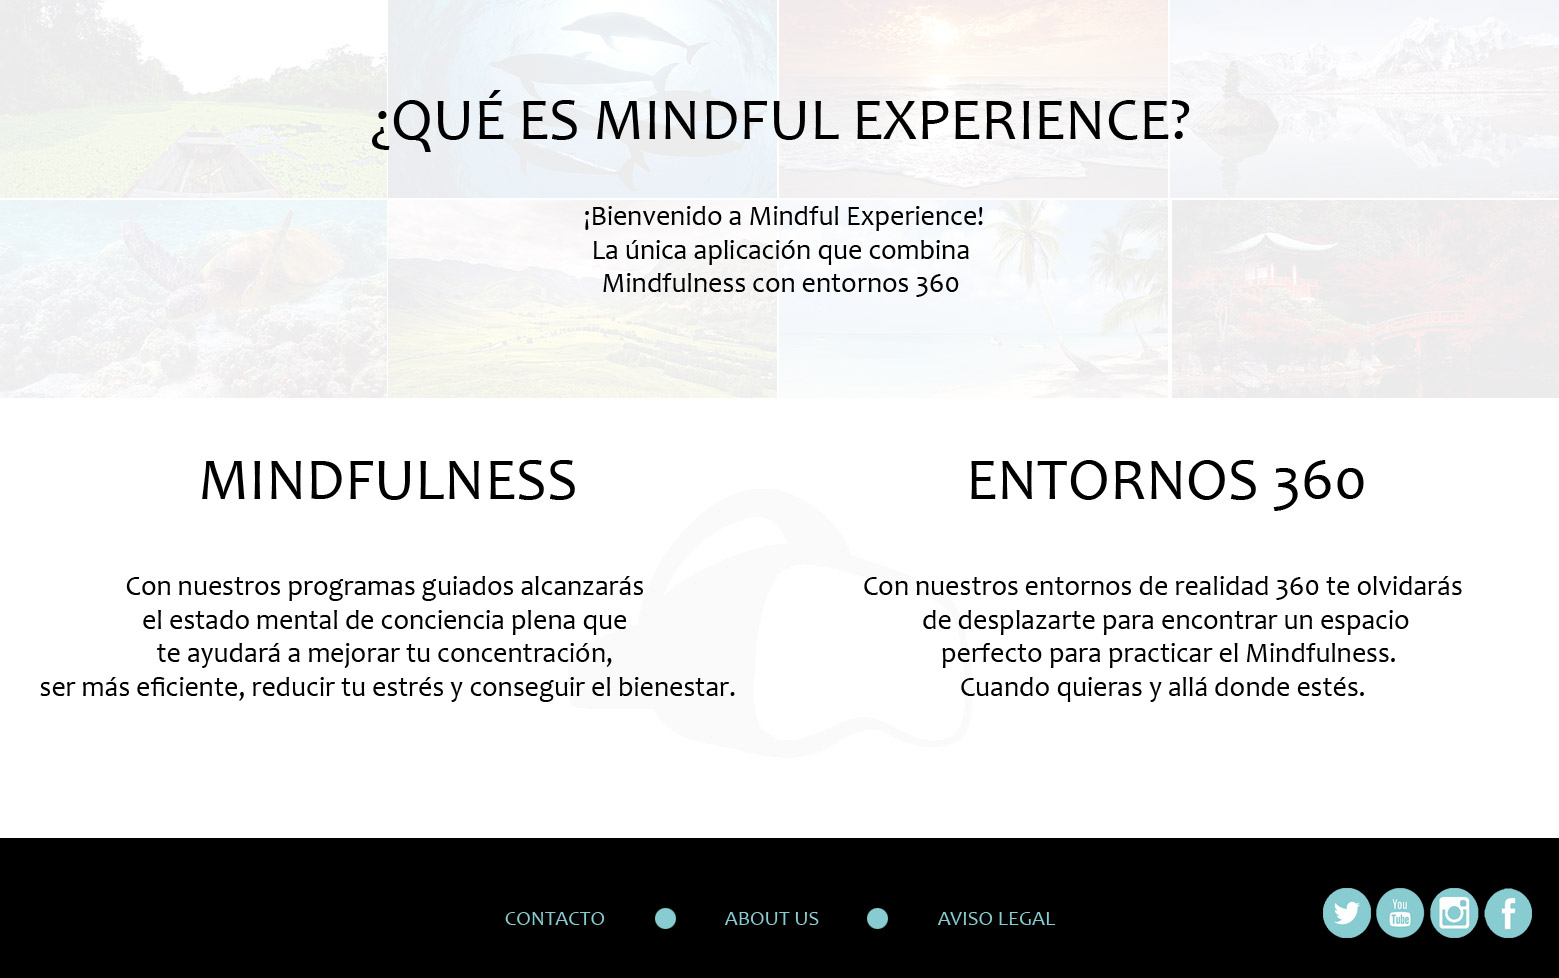 ¿QUÉ ES MINDFUL EXPERIENCE?
¡Bienvenido a Mindful Experience!
La única aplicación que combina
Mindfulness con entornos 360
MINDFULNESS
Con nuestros programas guiados alcanzarás
el estado mental de conciencia plena que
te ayudará a mejorar tu concentración,
ser más eficiente, reducir tu estrés y conseguir el bienestar.
ENTORNOS 360
Con nuestros entornos de realidad 360 te olvidarás
de desplazarte para encontrar un espacio
perfecto para practicar el Mindfulness.
Cuando quieras y allá donde estés.
CONTACTO
ABOUT US
AVISO LEGAL
You
Tube